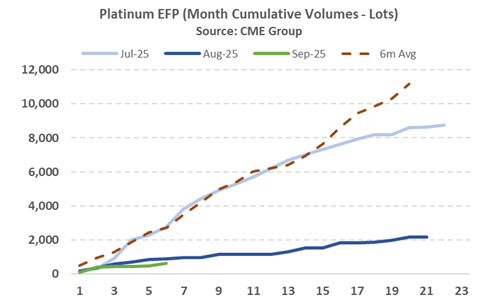 Platinum EFP (Month Cumulative Volumes - Lots)
Source: CME Group
Jul-25 Aug-25 Sep-25 6m Avg
12,000
10,000
8,000
6,000
4,000
2,000
0
1 3 5 7 9 11 13 15 17 19 21 23